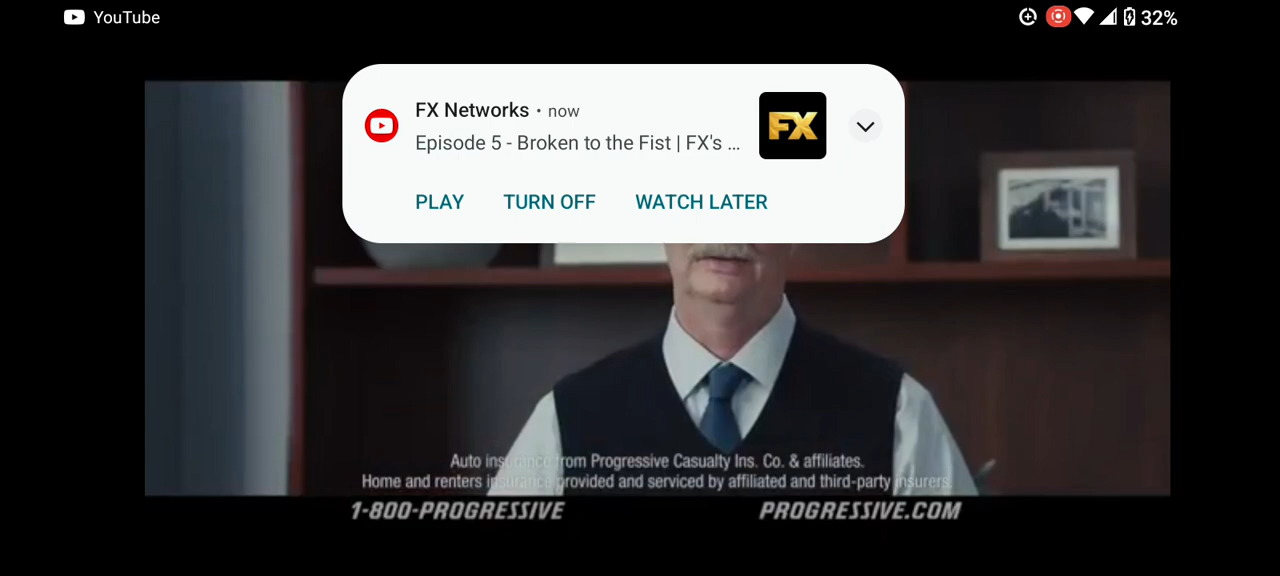 YouTube
32%
FX Networks • now
Episode 5 - Broken to the Fist | FX's ...
FX
PLAY TURN OFF WATCH LATER
Auto insurance from Progressive Casualty Ins. Co. & affiliates.
Home and renters insurance provided and serviced by affiliated and third-party insurers.
1-800-PROGRESSIVE PROGRESSIVE.COM